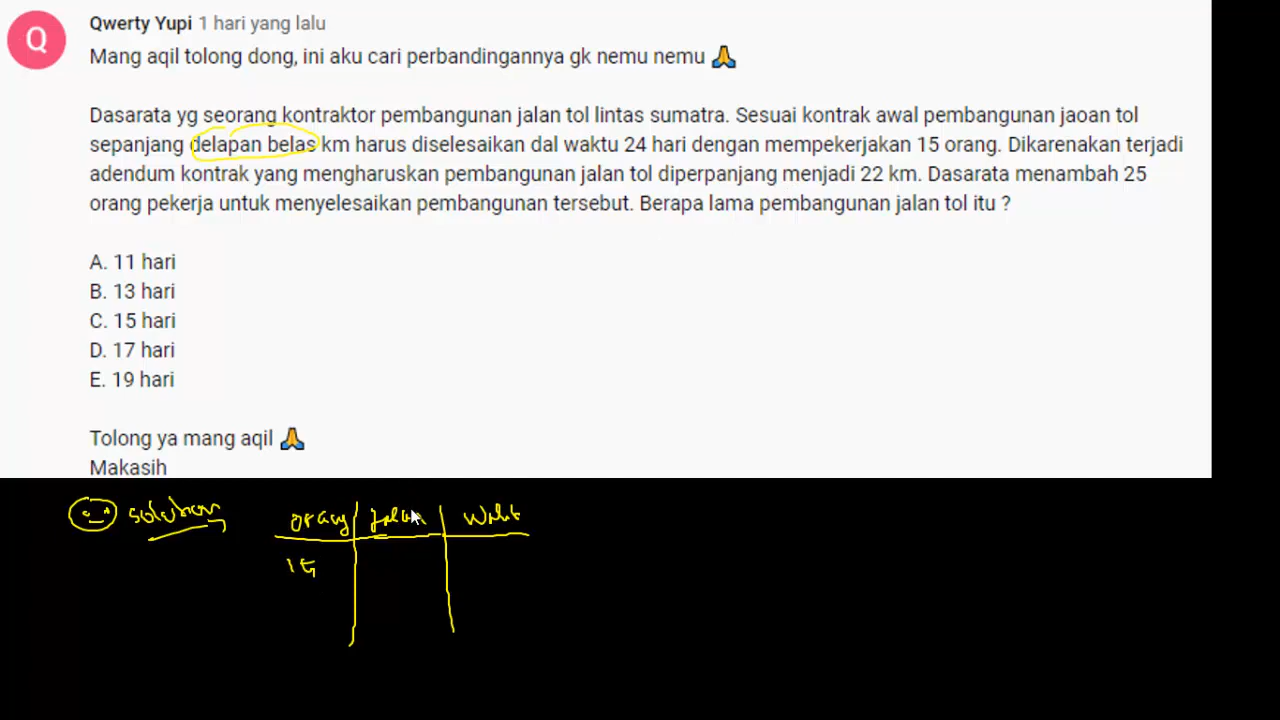 Q
Qwerty Yupi 1 hari yang lalu
Mang aqil tolong dong, ini aku cari perbandingannya gk nemu nemu 🙏
Dasarata yg seorang kontraktor pembangunan jalan tol lintas sumatra. Sesuai kontrak awal pembangunan jaoan tol
sepanjang delapan belas km harus diselesaikan dal waktu 24 hari dengan mempekerjakan 15 orang. Dikarenakan terjadi
adendum kontrak yang mengharuskan pembangunan jalan tol diperpanjang menjadi 22 km. Dasarata menambah 25
orang pekerja untuk menyelesaikan pembangunan tersebut. Berapa lama pembangunan jalan tol itu ?
A. 11 hari
B. 13 hari
C. 15 hari
D. 17 hari
E. 19 hari
Tolong ya mang aqil 🙏
Makasih
solution orang jalan
15